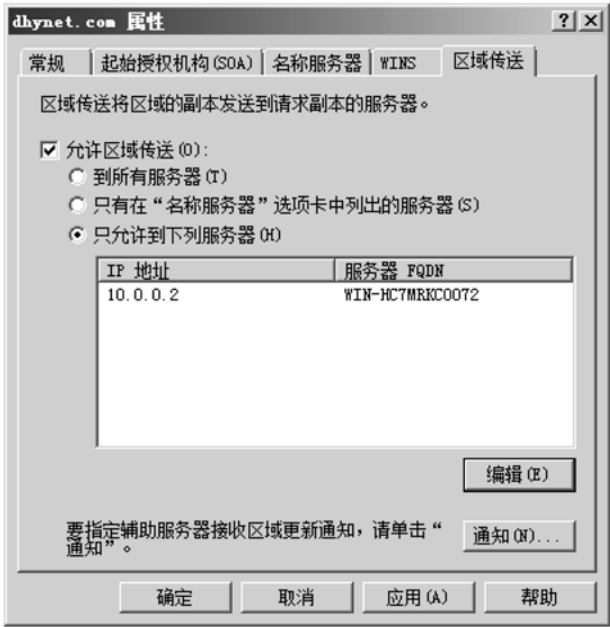 dhynet.com 属性
常规 起始授权机构(SOA) 名称服务器 WINS 区域传送
区域传送将区域的副本发送到请求副本的服务器。
允许区域传送(O):
到所有服务器(T)
只有在“名称服务器”选项卡中列出的服务器(S)
只允许到下列服务器(H)
IP 地址 服务器 FQDN
10.0.0.2 WIN-HC7MRKCO072
编辑(E)
要指定辅助服务器接收区域更新通知,请单击“
通知”。
通知(N)...
确定 取消 应用(A) 帮助